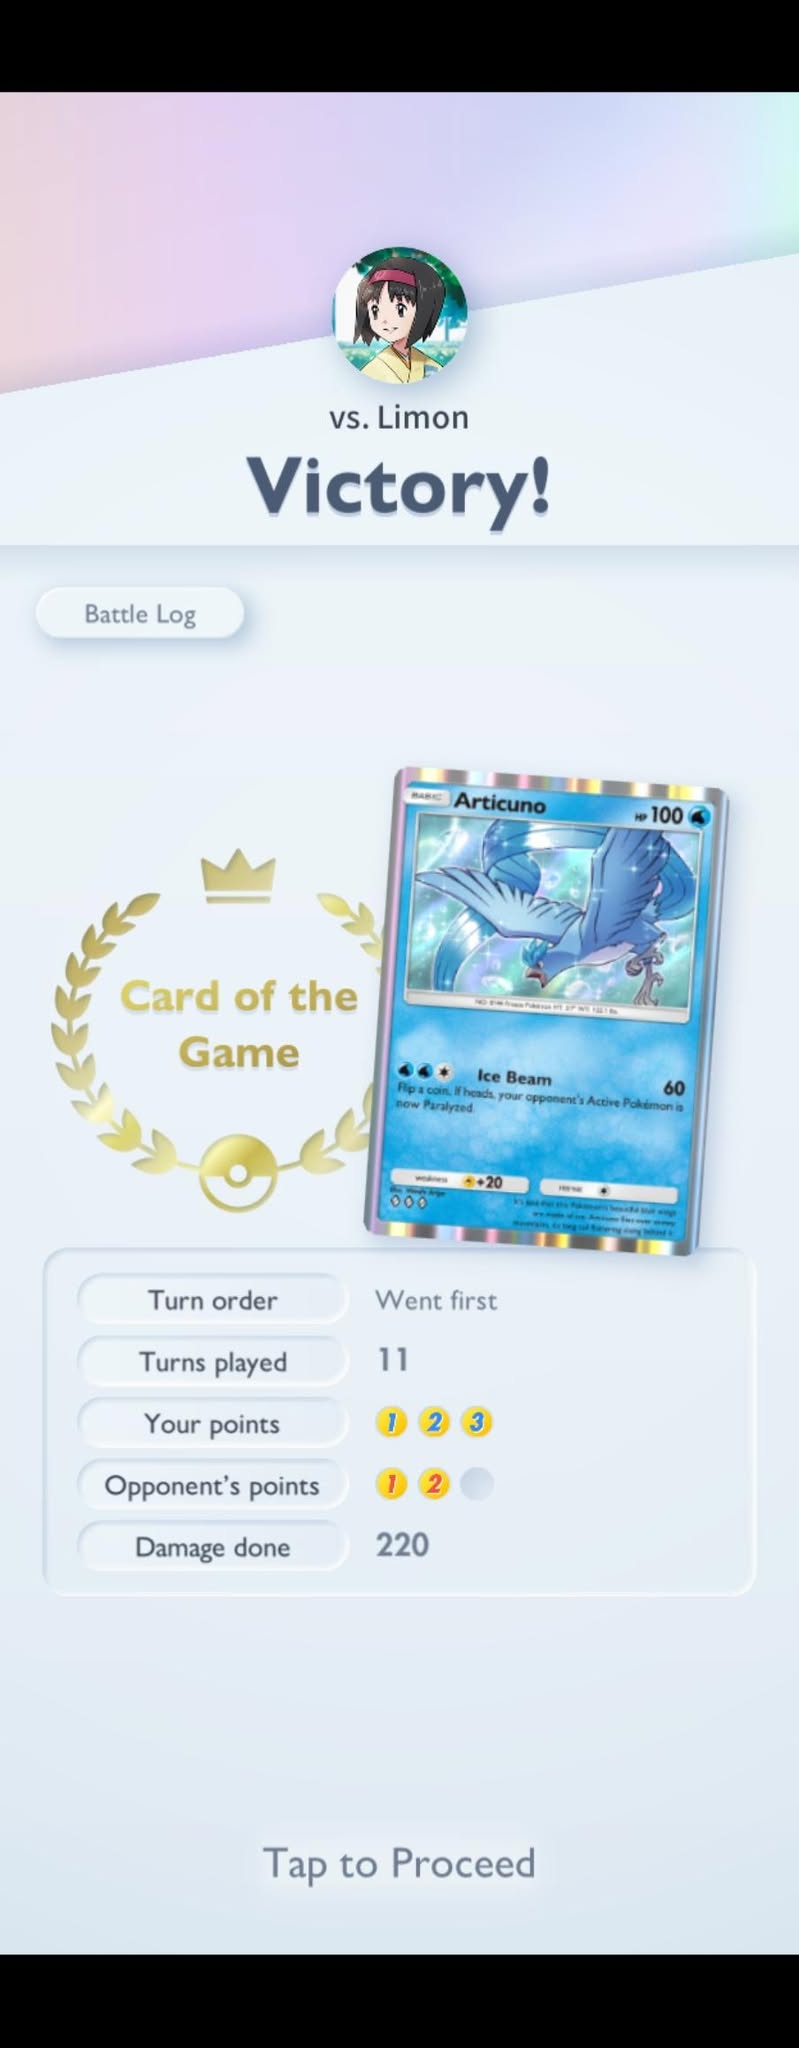 vs. Limon
Victory!
Battle Log
BASIC Articuno HP 100
Card of the
Game
Ice Beam 60
Flip a coin. If heads, your opponent's Active Pokémon is
now Paralyzed.
weakness +20
Turn order Went first
Turns played 11
Your points 1 2 3
Opponent's points 1 2
Damage done 220
Tap to Proceed